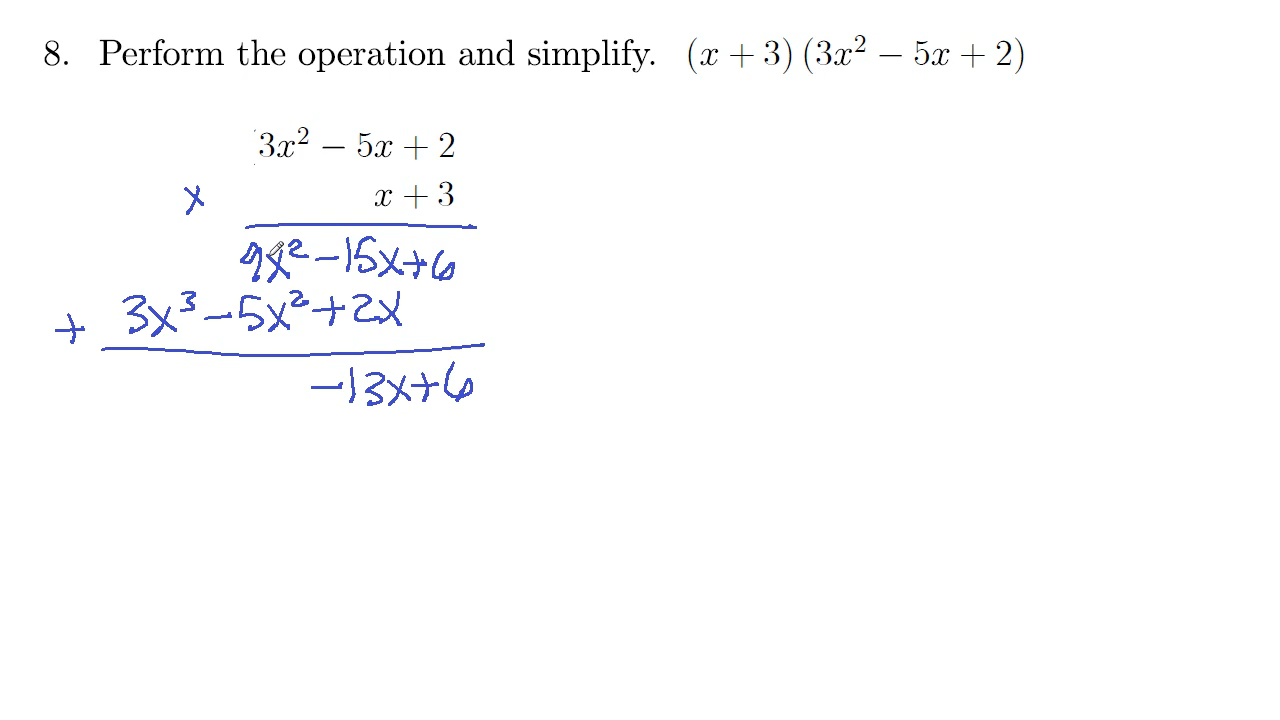 8. Perform the operation and simplify. (x + 3) (3x² − 5x + 2)
3x² − 5x + 2
x x + 3
9x² −15x+6
+ 3x³ −5x² +2x
−13x+6